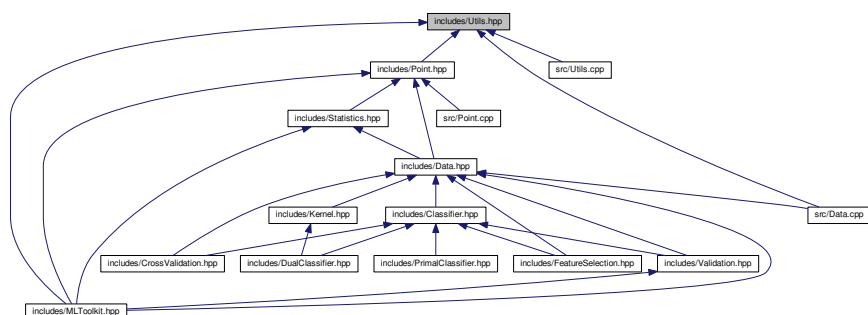 includes/Utils.hpp
includes/Point.hpp
src/Utils.cpp
includes/Statistics.hpp
src/Point.cpp
includes/Data.hpp
includes/Kernel.hpp
includes/Classifier.hpp
src/Data.cpp
includes/CrossValidation.hpp
includes/DualClassifier.hpp
includes/PrimalClassifier.hpp
includes/FeatureSelection.hpp
includes/Validation.hpp
includes/MLToolkit.hpp